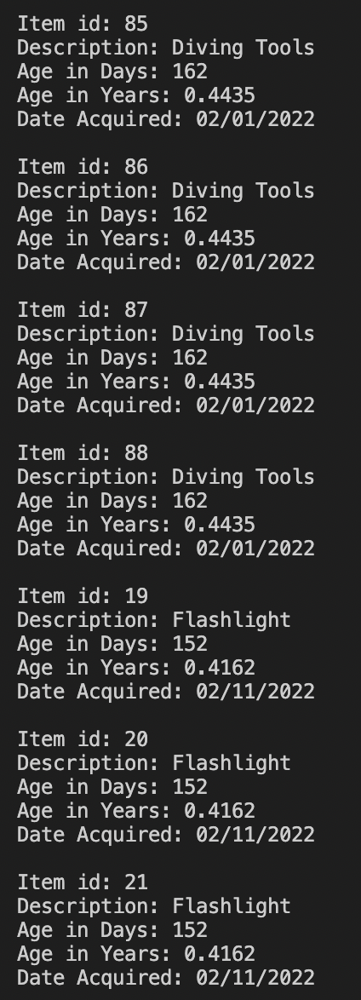 Item id: 85
Description: Diving Tools
Age in Days: 162
Age in Years: 0.4435
Date Acquired: 02/01/2022
Item id: 86
Description: Diving Tools
Age in Days: 162
Age in Years: 0.4435
Date Acquired: 02/01/2022
Item id: 87
Description: Diving Tools
Age in Days: 162
Age in Years: 0.4435
Date Acquired: 02/01/2022
Item id: 88
Description: Diving Tools
Age in Days: 162
Age in Years: 0.4435
Date Acquired: 02/01/2022
Item id: 19
Description: Flashlight
Age in Days: 152
Age in Years: 0.4162
Date Acquired: 02/11/2022
Item id: 20
Description: Flashlight
Age in Days: 152
Age in Years: 0.4162
Date Acquired: 02/11/2022
Item id: 21
Description: Flashlight
Age in Days: 152
Age in Years: 0.4162
Date Acquired: 02/11/2022